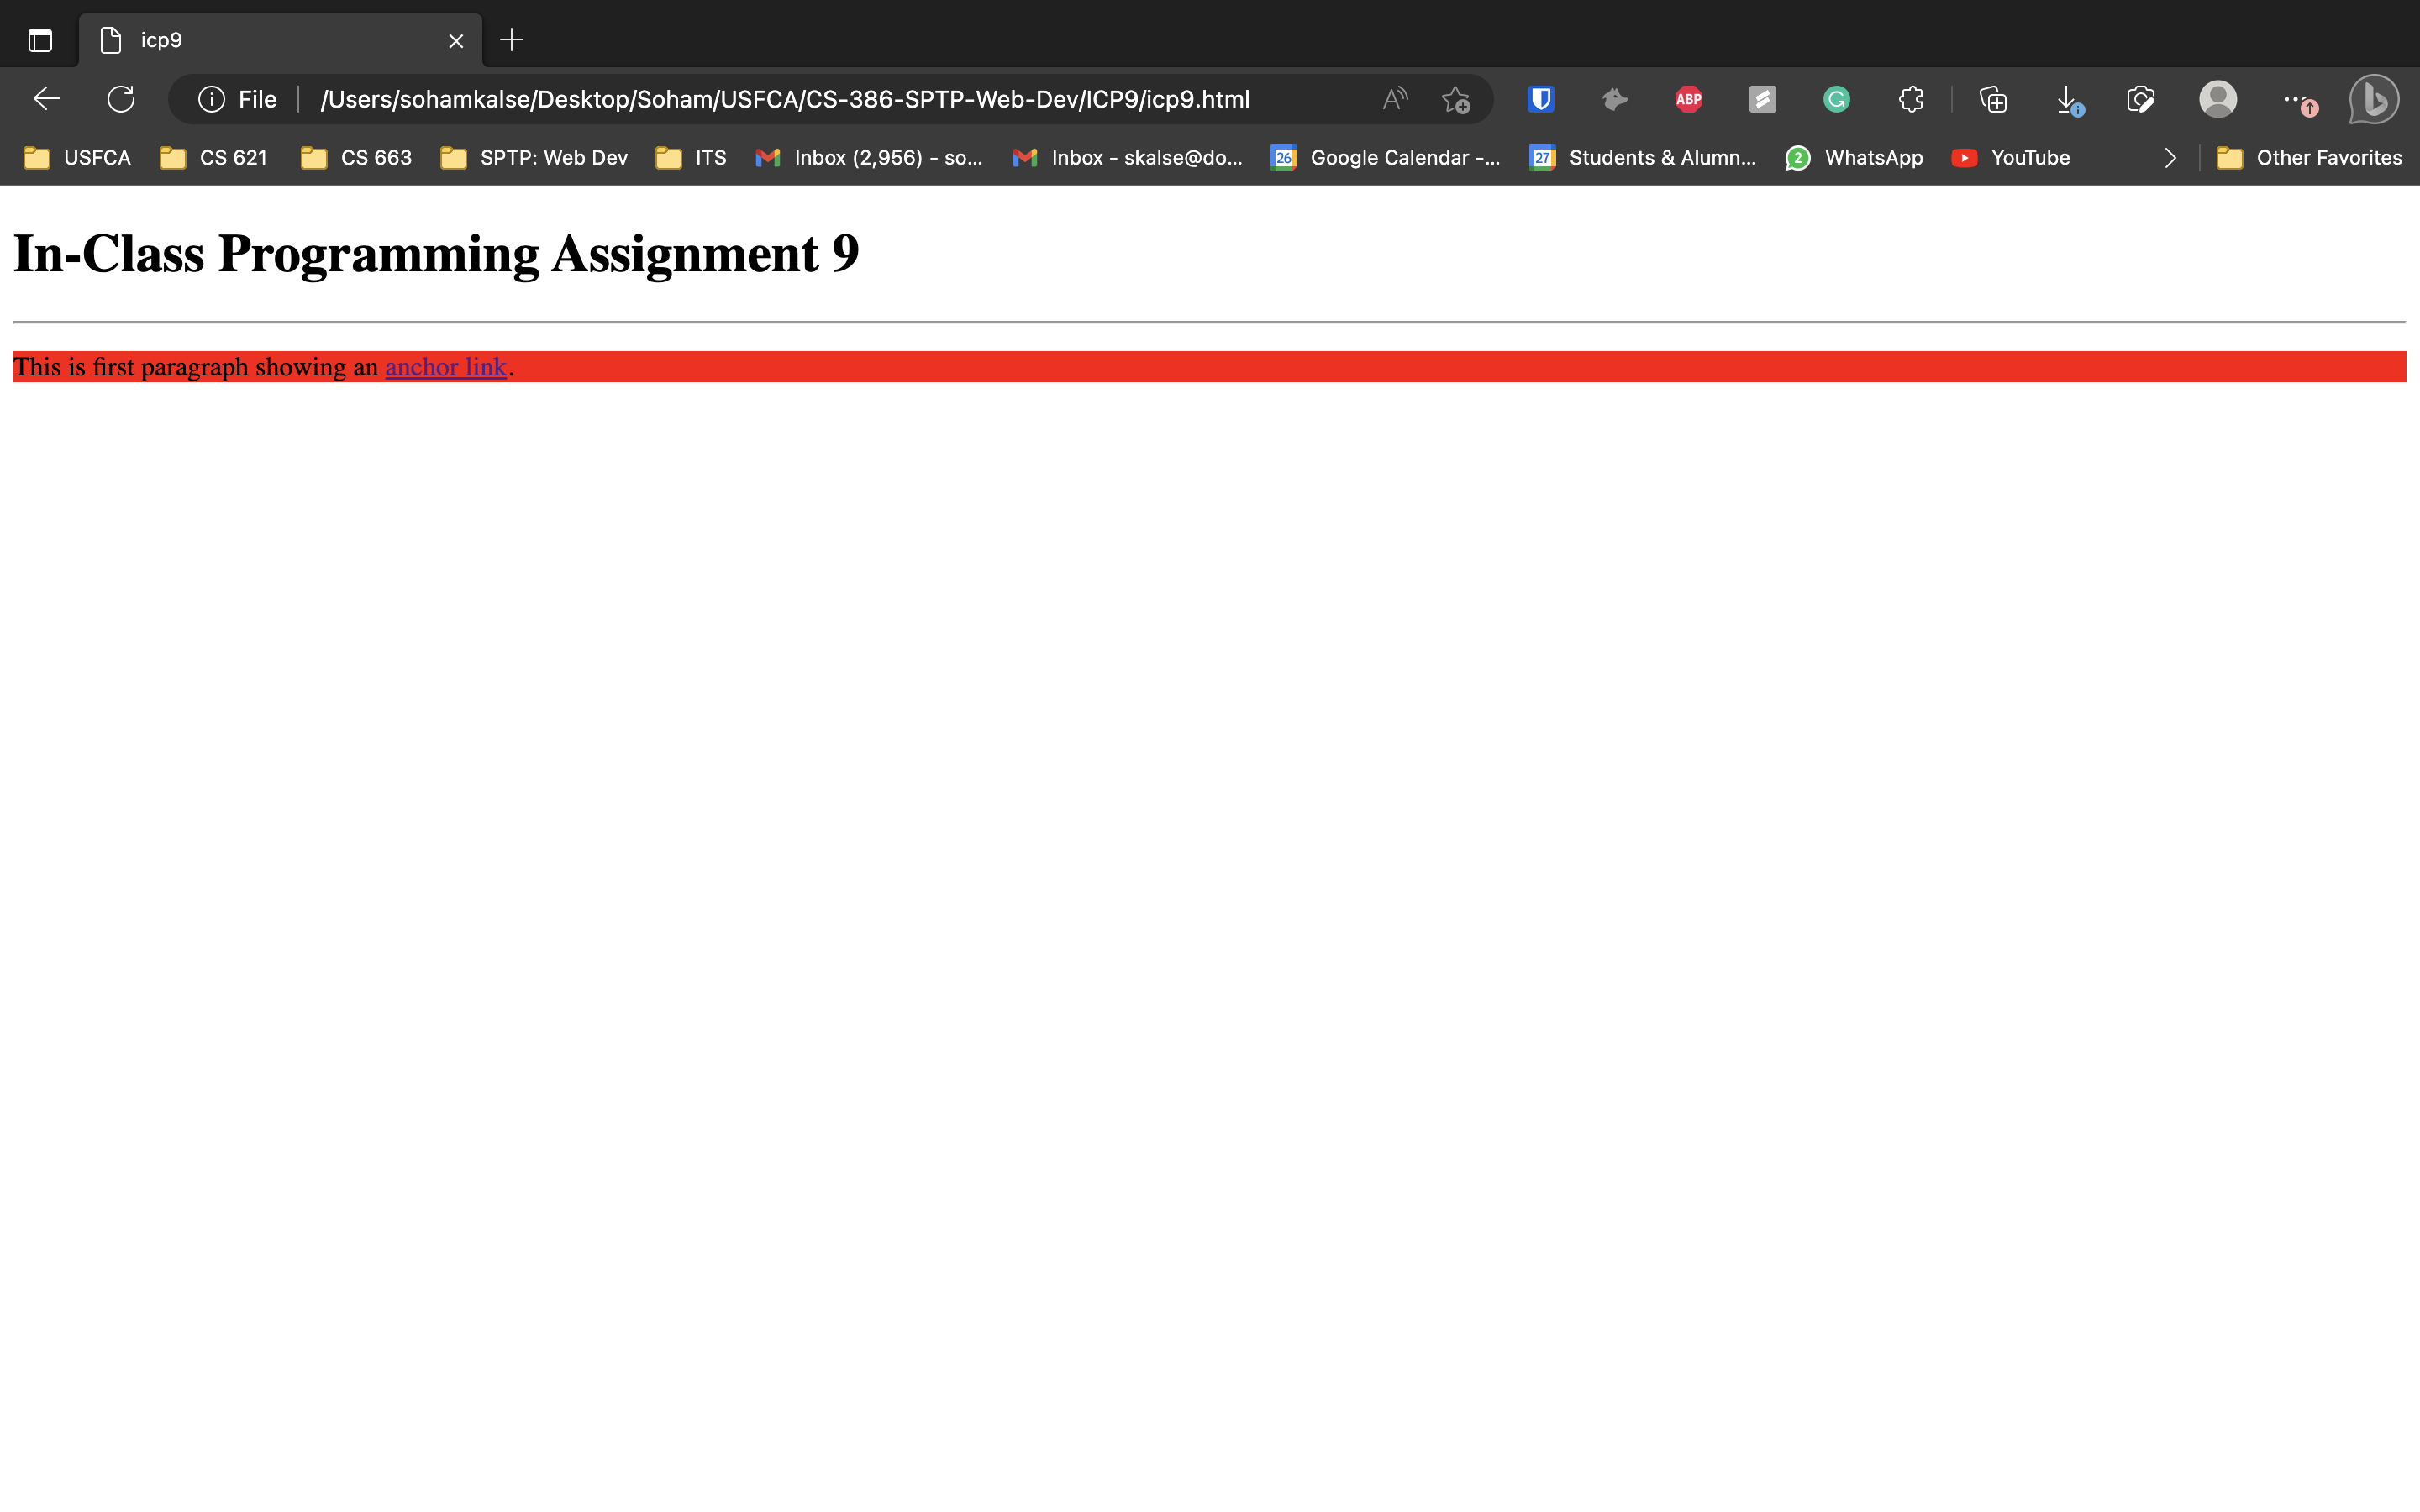 icp9
File /Users/sohamkalse/Desktop/Soham/USFCA/CS-386-SPTP-Web-Dev/ICP9/icp9.html ABP
USFCA CS 621 CS 663 SPTP: Web Dev ITS Inbox (2,956) - so... Inbox - skalse@do... 26 Google Calendar -... 27 Students & Alumn... 2 WhatsApp YouTube Other Favorites
In-Class Programming Assignment 9
This is first paragraph showing an anchor link.